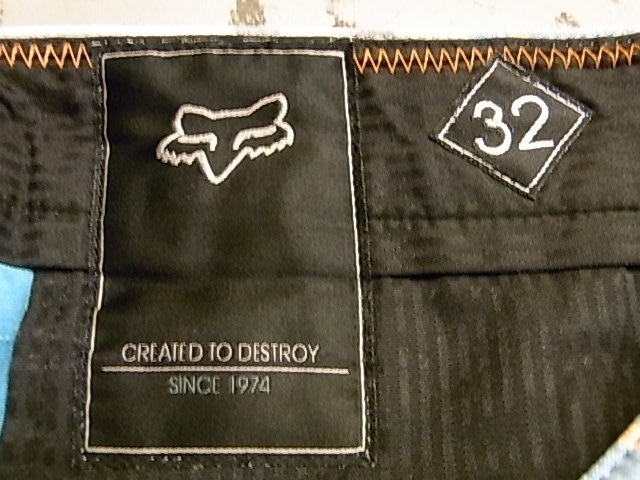 32
CREATED TO DESTROY
SINCE 1974